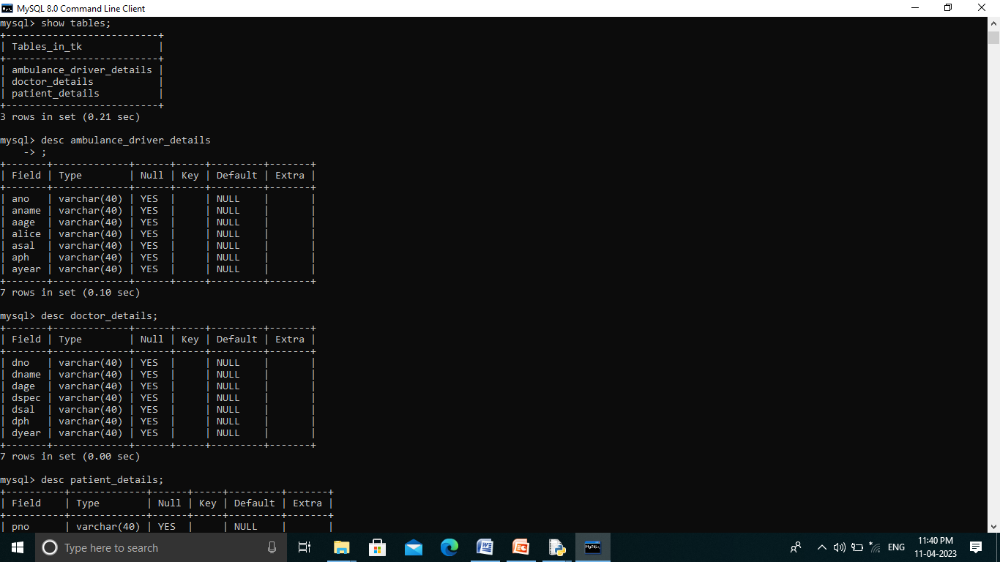 MySQL 8.0 Command Line Client
mysql> show tables;
+--------------------------+
| Tables_in_tk             |
+--------------------------+
| ambulance_driver_details |
| doctor_details           |
| patient_details          |
+--------------------------+
3 rows in set (0.21 sec)
mysql> desc ambulance_driver_details
    -> ;
+-------+-------------+------+-----+---------+-------+
| Field | Type        | Null | Key | Default | Extra |
+-------+-------------+------+-----+---------+-------+
| ano   | varchar(40) | YES  |     | NULL    |       |
| aname | varchar(40) | YES  |     | NULL    |       |
| aage  | varchar(40) | YES  |     | NULL    |       |
| alice | varchar(40) | YES  |     | NULL    |       |
| asal  | varchar(40) | YES  |     | NULL    |       |
| aph   | varchar(40) | YES  |     | NULL    |       |
| ayear | varchar(40) | YES  |     | NULL    |       |
+-------+-------------+------+-----+---------+-------+
7 rows in set (0.10 sec)
mysql> desc doctor_details;
+-------+-------------+------+-----+---------+-------+
| Field | Type        | Null | Key | Default | Extra |
+-------+-------------+------+-----+---------+-------+
| dno   | varchar(40) | YES  |     | NULL    |       |
| dname | varchar(40) | YES  |     | NULL    |       |
| dage  | varchar(40) | YES  |     | NULL    |       |
| dspec | varchar(40) | YES  |     | NULL    |       |
| dsal  | varchar(40) | YES  |     | NULL    |       |
| dph   | varchar(40) | YES  |     | NULL    |       |
| dyear | varchar(40) | YES  |     | NULL    |       |
+-------+-------------+------+-----+---------+-------+
7 rows in set (0.00 sec)
mysql> desc patient_details;
+----------+-------------+------+-----+---------+-------+
| Field    | Type        | Null | Key | Default | Extra |
+----------+-------------+------+-----+---------+-------+
| pno      | varchar(40) | YES  |     | NULL    |       |
Type here to search
ENG
11:40 PM
11-04-2023